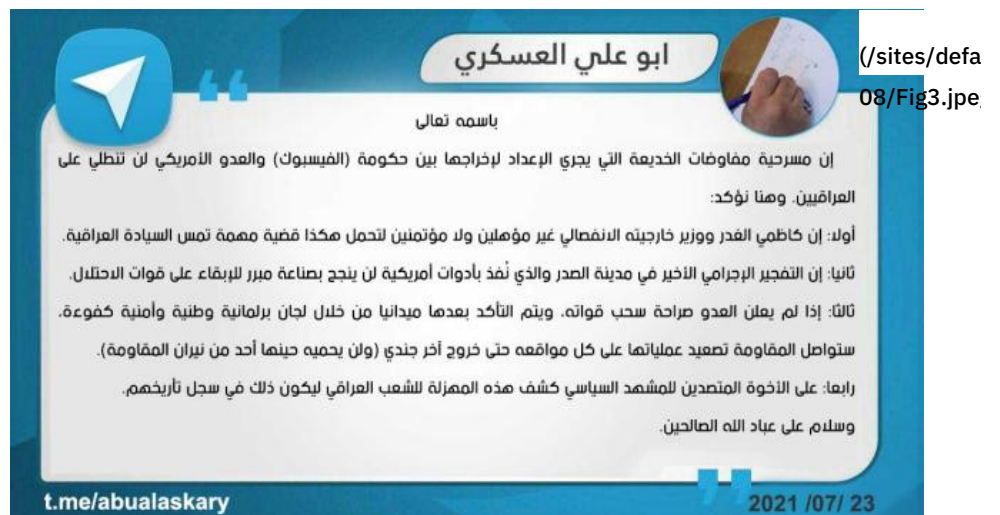 ابو علي العسكري
(/sites/defa
08/Fig3.jpe
باسمه تعالى
إن مسرحية مفاوضات الخديعة التي يجري الإعداد لإخراجها بين حكومة (الفيسبوك) والعدو الأمريكي لن تنطلي على
العراقيين. وهنا نؤكد:
أولا: إن كاظمي الغدر ووزير خارجيته الانفصالي غير مؤهلين ولا مؤتمنين لتحمل هكذا قضية مهمة تمس السيادة العراقية.
ثانيا: إن التفجير الإجرامي الأخير في مدينة الصدر والذي نُفذ بأدوات أمريكية لن ينجح بصناعة مبرر للإبقاء على قوات الاحتلال.
ثالثا: إذا لم يعلن العدو صراحة سحب قواته، ويتم التأكد بعدها ميدانيا من خلال لجان برلمانية وطنية وأمنية كفوءة،
ستواصل المقاومة تصعيد عملياتها على كل مواقعه حتى خروج آخر جندي (ولن يحميه حينها أحد من نيران المقاومة).
رابعا: على الأخوة المتصدين للمشهد السياسي كشف هذه المهزلة للشعب العراقي ليكون ذلك في سجل تأريخهم.
وسلام على عباد الله الصالحين.
t.me/abualaskary
2021 /07/ 23